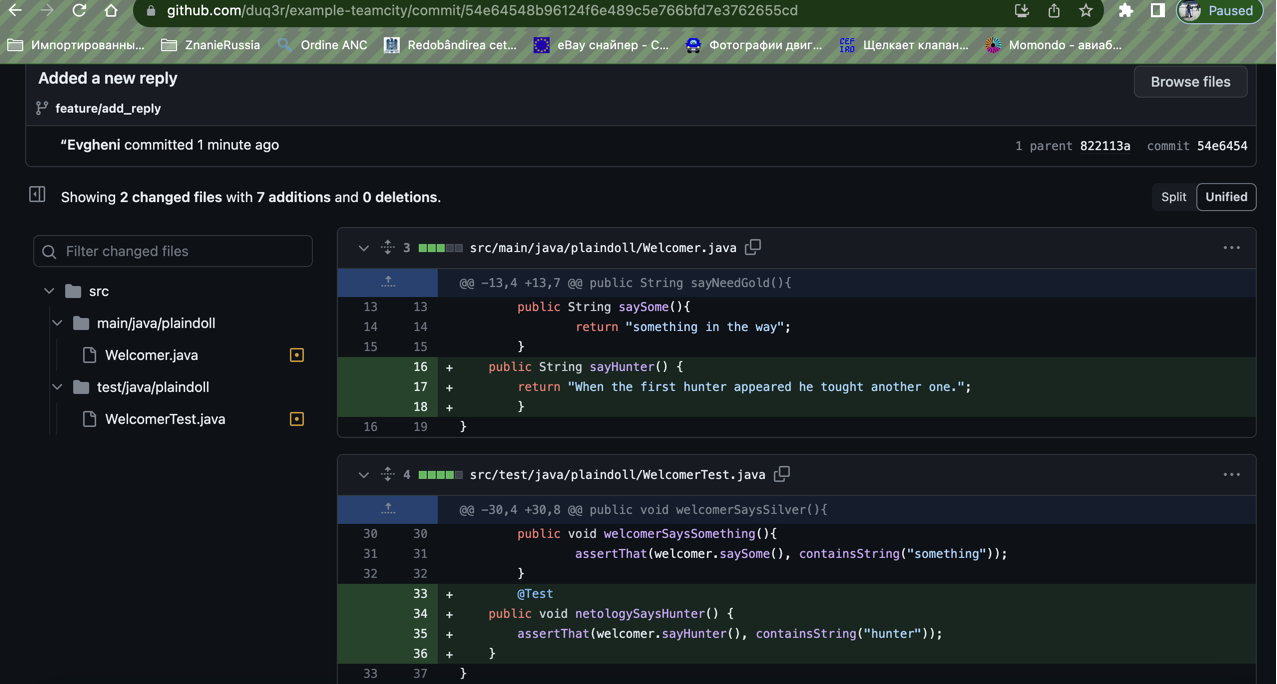 github.com/duq3r/example-teamcity/commit/54e64548b96124f6e489c5e766bfd7e3762655cd
Paused
Импортированны...
ZnanieRussia
Ordine ANC
Redobândirea cet...
eBay снайпер - C...
Фотографии двиг...
CEF IRO
Щелкает клапан...
Momondo - авиаб...
Added a new reply
Browse files
feature/add_reply
“Evgheni committed 1 minute ago
1 parent 822113a commit 54e6454
Showing 2 changed files with 7 additions and 0 deletions.
Split Unified
Filter changed files
src
main/java/plaindoll
Welcomer.java
test/java/plaindoll
WelcomerTest.java
3 src/main/java/plaindoll/Welcomer.java
@@ -13,4 +13,7 @@ public String sayNeedGold(){
13 13 public String saySome(){
14 14 return "something in the way";
15 15 }
16 + public String sayHunter() {
17 + return "When the first hunter appeared he tought another one.";
18 + }
16 19 }
4 src/test/java/plaindoll/WelcomerTest.java
@@ -30,4 +30,8 @@ public void welcomerSaysSilver(){
30 30 public void welcomerSaysSomething(){
31 31 assertThat(welcomer.saySome(), containsString("something"));
32 32 }
33 + @Test
34 + public void netologySaysHunter() {
35 + assertThat(welcomer.sayHunter(), containsString("hunter"));
36 + }
33 37 }